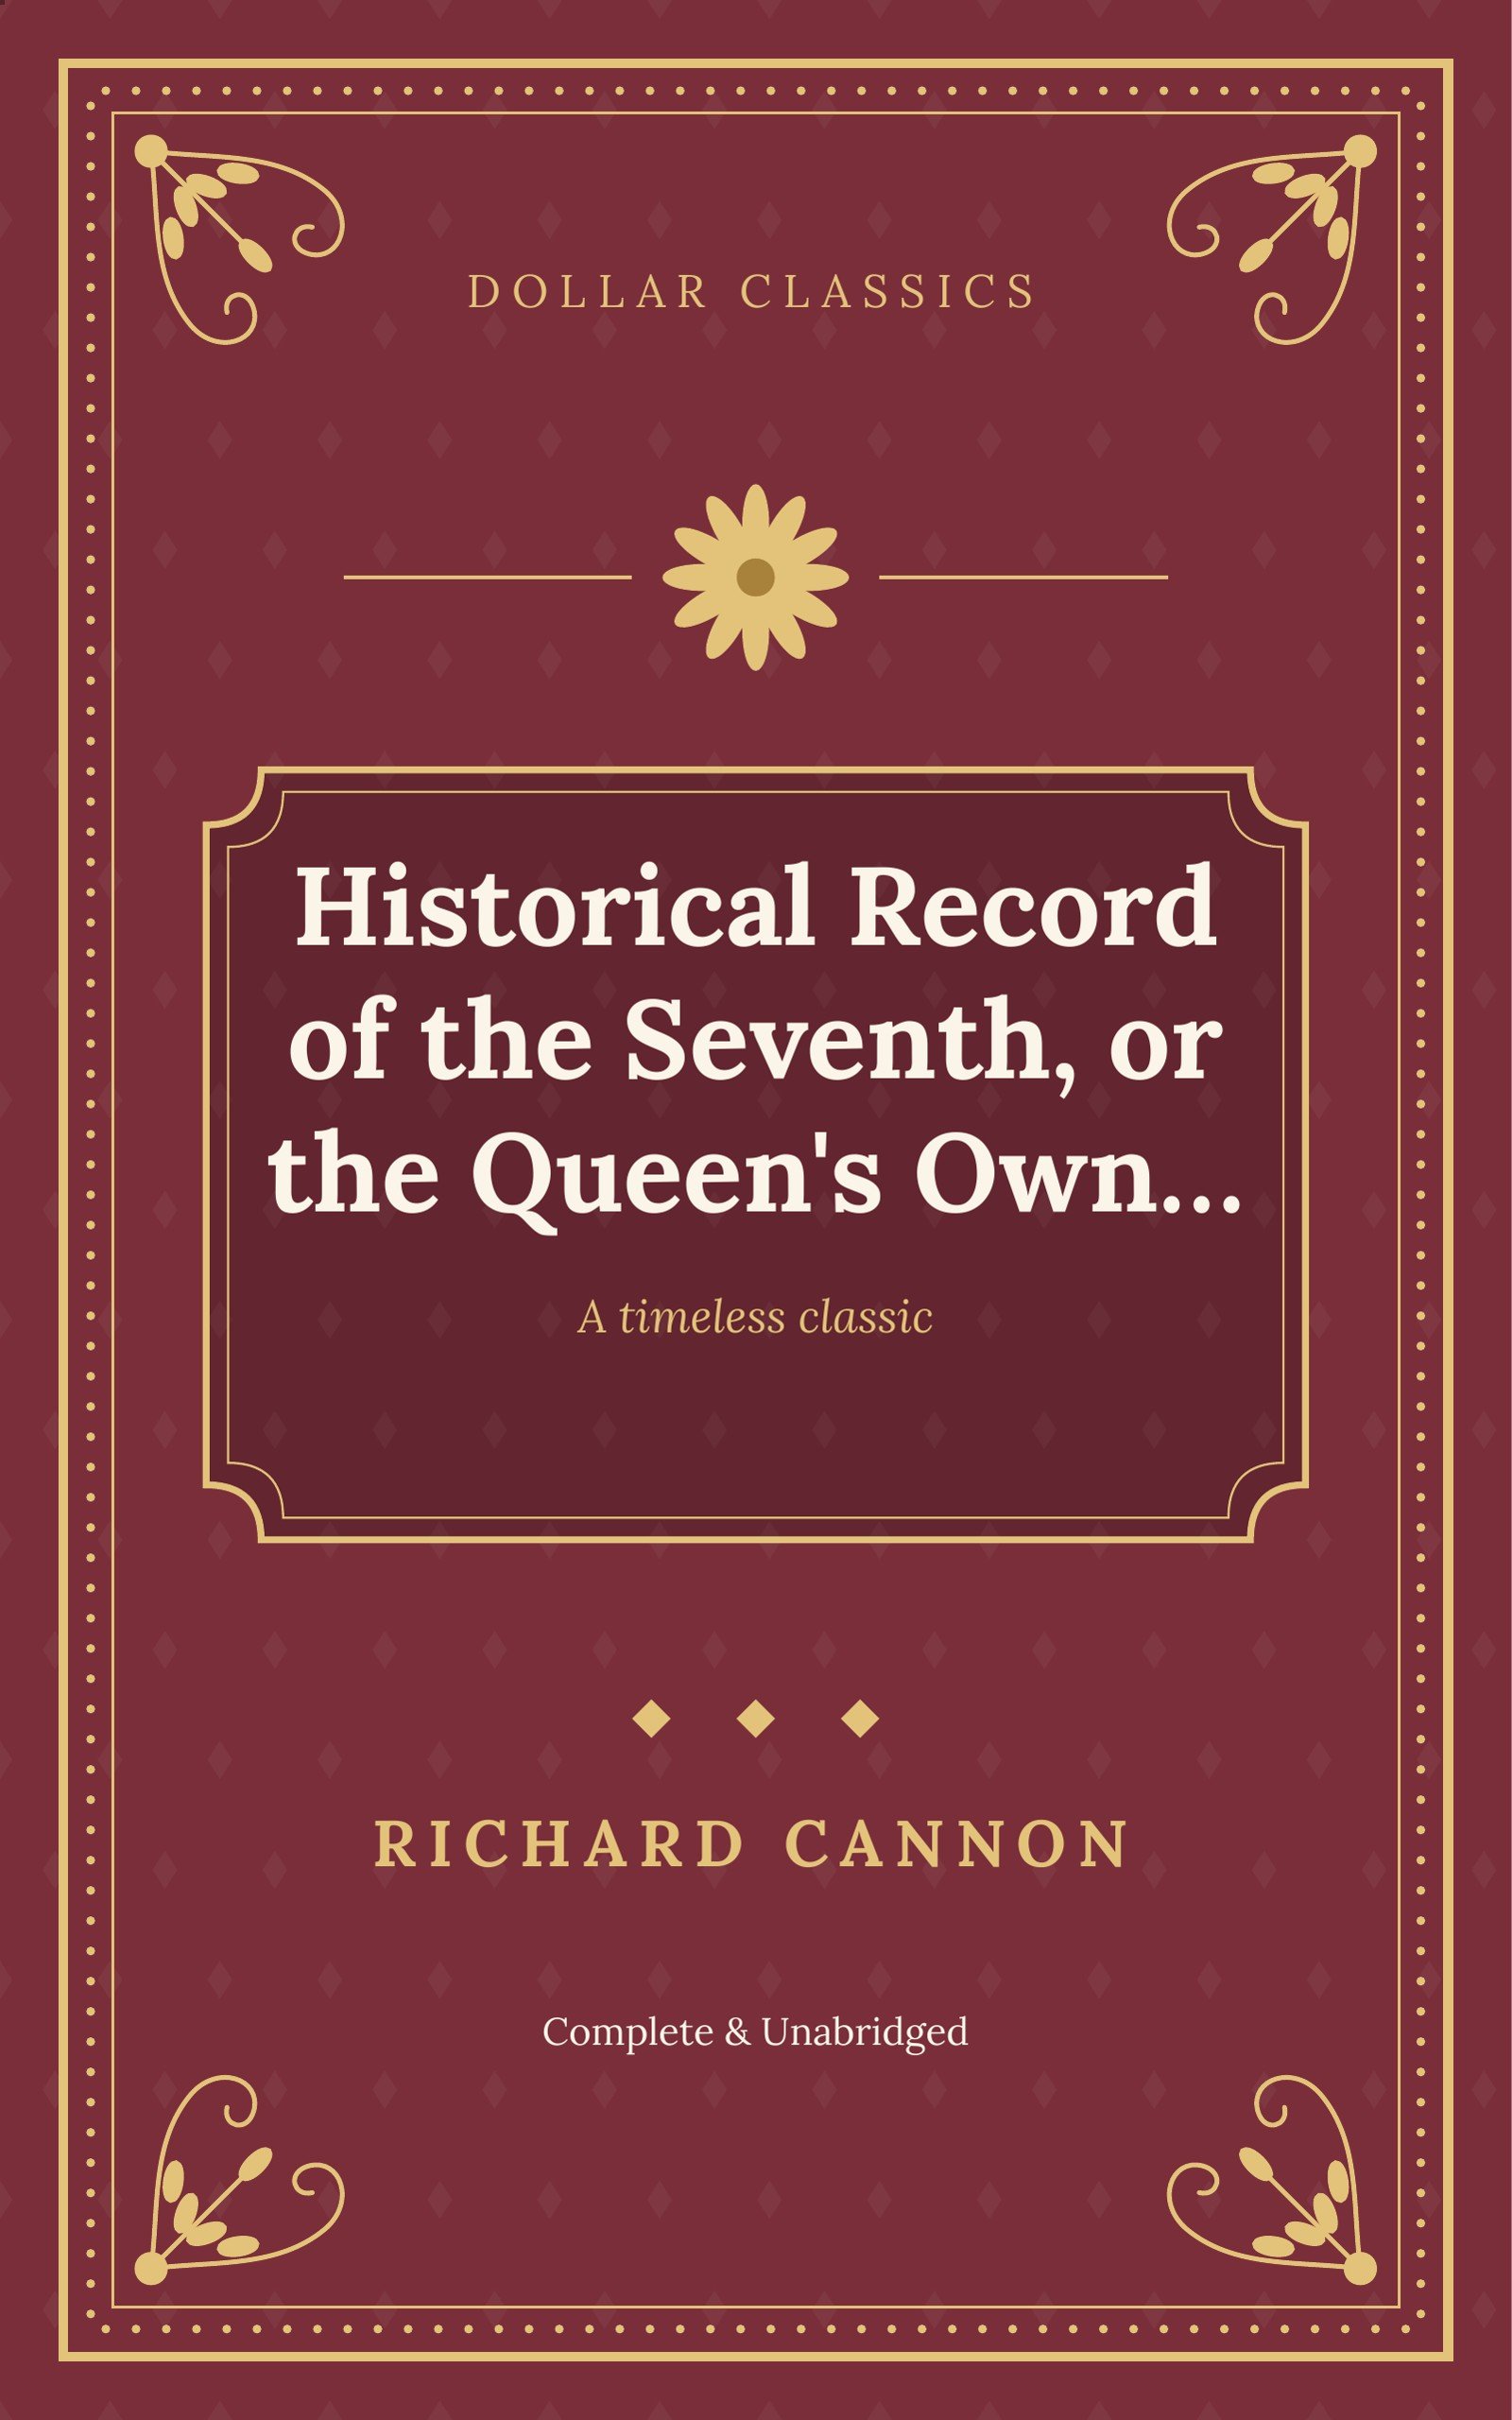 DOLLAR CLASSICS
Historical Record
of the Seventh, or
the Queen's Own...
A timeless classic
RICHARD CANNON
Complete & Unabridged